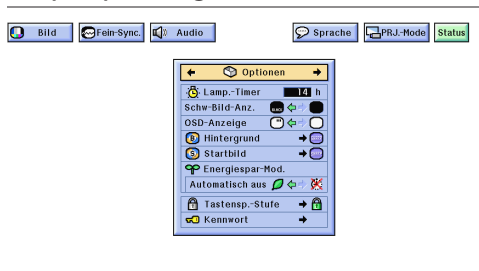 Bild Fein-Sync. Audio Sprache PRJ.-Mode Status
Optionen
Lamp.-Timer 14 h
Schw-Bild-Anz.
OSD-Anzeige
Hintergrund
Startbild
Energiespar-Mod.
Automatisch aus
Tastensp.-Stufe
Kennwort